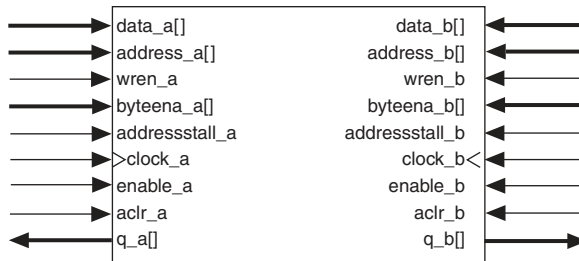 data_a[] data_b[]
address_a[] address_b[]
wren_a wren_b
byteena_a[] byteena_b[]
addressstall_a addressstall_b
clock_a clock_b
enable_a enable_b
aclr_a aclr_b
q_a[] q_b[]